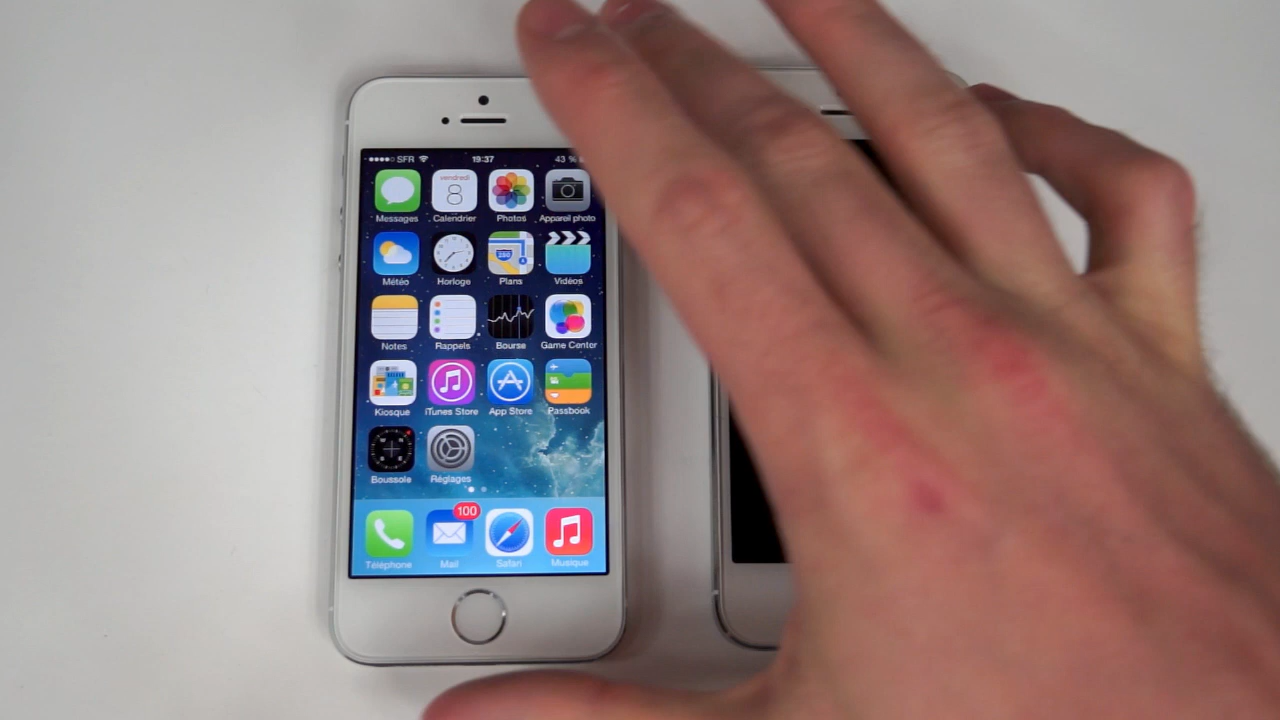 SFR 19:37 43 %
vendredi
8
Messages Calendrier Photos Appareil photo
280
Météo Horloge Plans Vidéos
Notes Rappels Bourse Game Center
Kiosque iTunes Store App Store Passbook
Boussole Réglages
100
Téléphone Mail Safari Musique